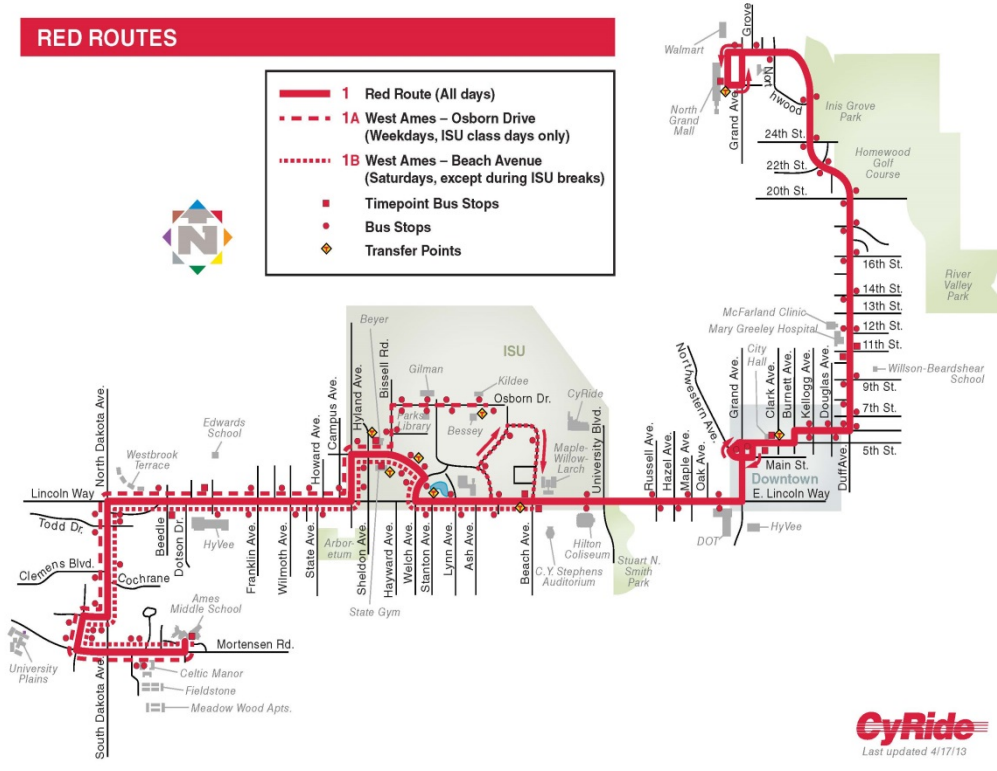 RED ROUTES
1 Red Route (All days)
1A West Ames – Osborn Drive
(Weekdays, ISU class days only)
1B West Ames – Beach Avenue
(Saturdays, except during ISU breaks)
Timepoint Bus Stops
Bus Stops
Transfer Points
N
Walmart
Grove
Northwood
North
Grand
Mall
Grand Ave.
Inis Grove
Park
24th St.
22th St.
20th St.
Homewood
Golf
Course
16th St.
14th St.
13th St.
12th St.
11th St.
9th St.
7th St.
5th St.
River
Valley
Park
McFarland Clinic
Mary Greeley Hospital
Willson-Beardshear
School
City
Hall
Northwestern Ave.
Grand Ave.
Clark Ave.
Burnett Ave.
Kellogg Ave.
Douglas Ave.
Duff Ave.
Main St.
Downtown
E. Lincoln Way
HyVee
DOT
Russell Ave.
Hazel Ave.
Maple Ave.
Oak Ave.
ISU
Beyer
Bissell Rd.
Gilman
Kildee
Osborn Dr.
CyRide
Parks
Library
Bessey
Maple-
Willow-
Larch
University Blvd.
Hyland Ave.
Campus Ave.
Howard Ave.
North Dakota Ave.
Edwards
School
Westbrook
Terrace
Lincoln Way
Todd Dr.
Beedle
Dotson Dr.
HyVee
Franklin Ave.
Wilmoth Ave.
State Ave.
Arbor-
etum
Sheldon Ave.
Hayward Ave.
Welch Ave.
Stanton Ave.
Lynn Ave.
Ash Ave.
Beach Ave.
State Gym
C.Y. Stephens
Auditorium
Hilton
Coliseum
Stuart N.
Smith
Park
Clemens Blvd.
Cochrane
Ames
Middle School
Mortensen Rd.
University
Plains
South Dakota Ave.
Celtic Manor
Fieldstone
Meadow Wood Apts.
CyRide
Last updated 4/17/13